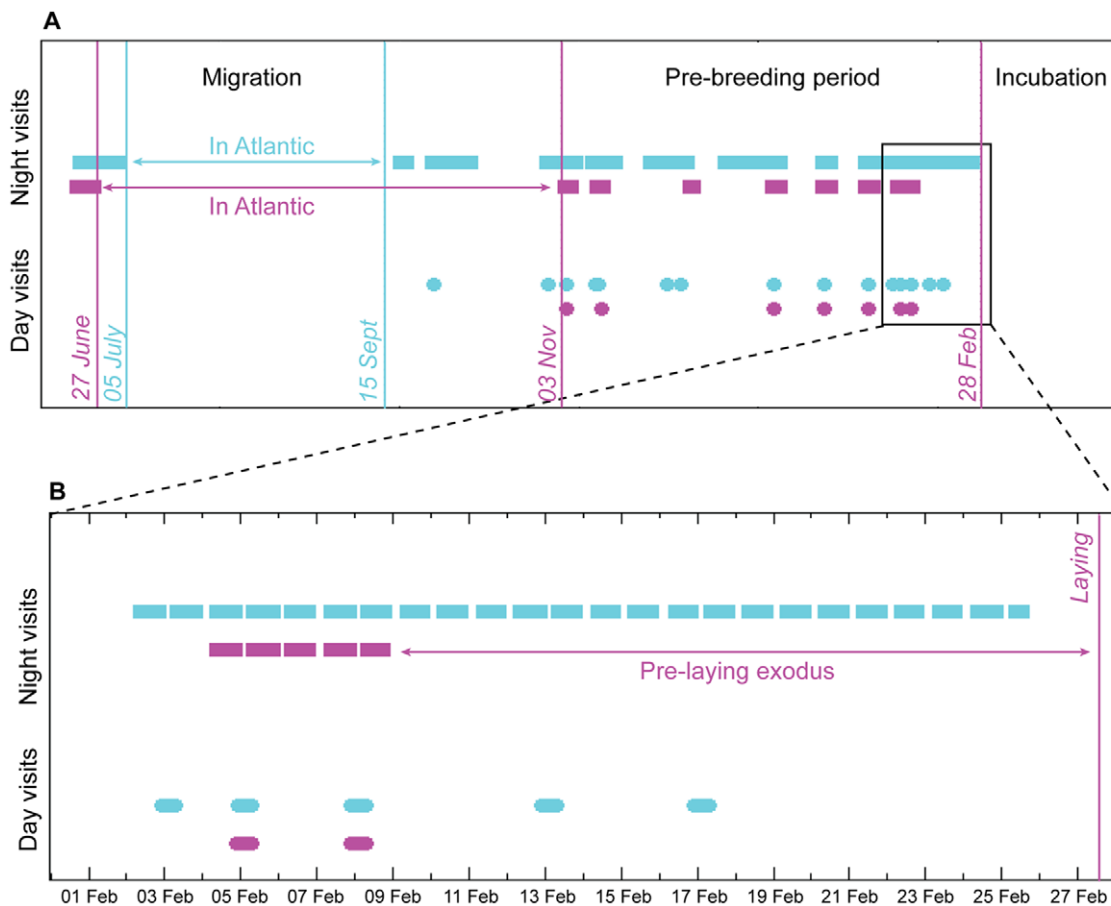 A
Migration
Pre-breeding period
Incubation
Night visits
In Atlantic
In Atlantic
Day visits
27 June
05 July
15 Sept
03 Nov
28 Feb
B
Night visits
Laying
Pre-laying exodus
Day visits
01 Feb 03 Feb 05 Feb 07 Feb 09 Feb 11 Feb 13 Feb 15 Feb 17 Feb 19 Feb 21 Feb 23 Feb 25 Feb 27 Feb